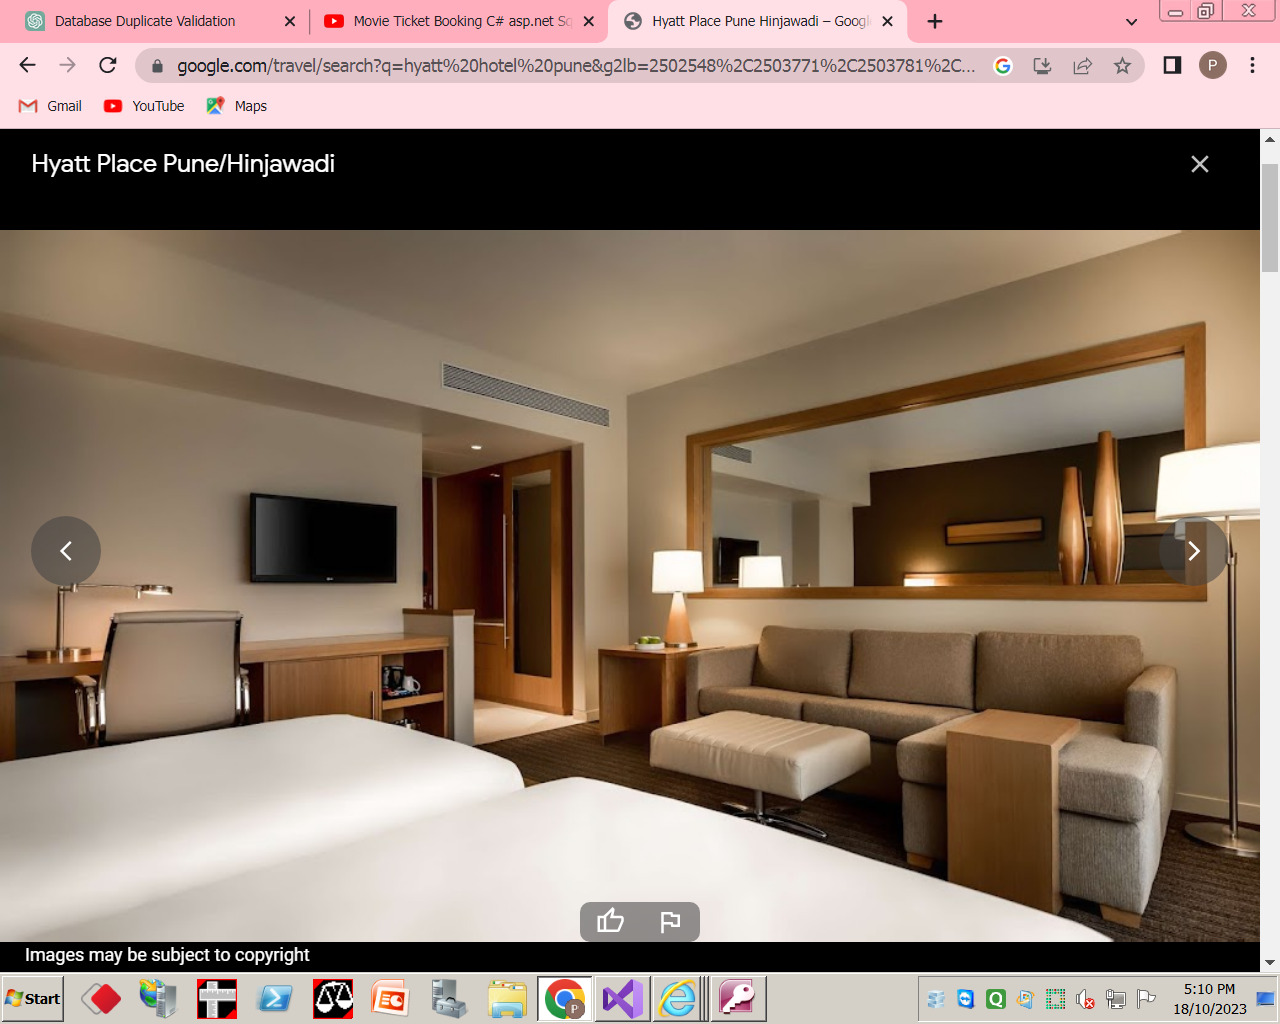 Database Duplicate Validation
Movie Ticket Booking C# asp.net Sq
Hyatt Place Pune Hinjawadi – Google
google.com/travel/search?q=hyatt%20hotel%20pune&g2lb=2502548%2C2503771%2C2503781%2C...
P
Gmail
YouTube
Maps
Hyatt Place Pune/Hinjawadi
Images may be subject to copyright
Start
P
5:10 PM
18/10/2023